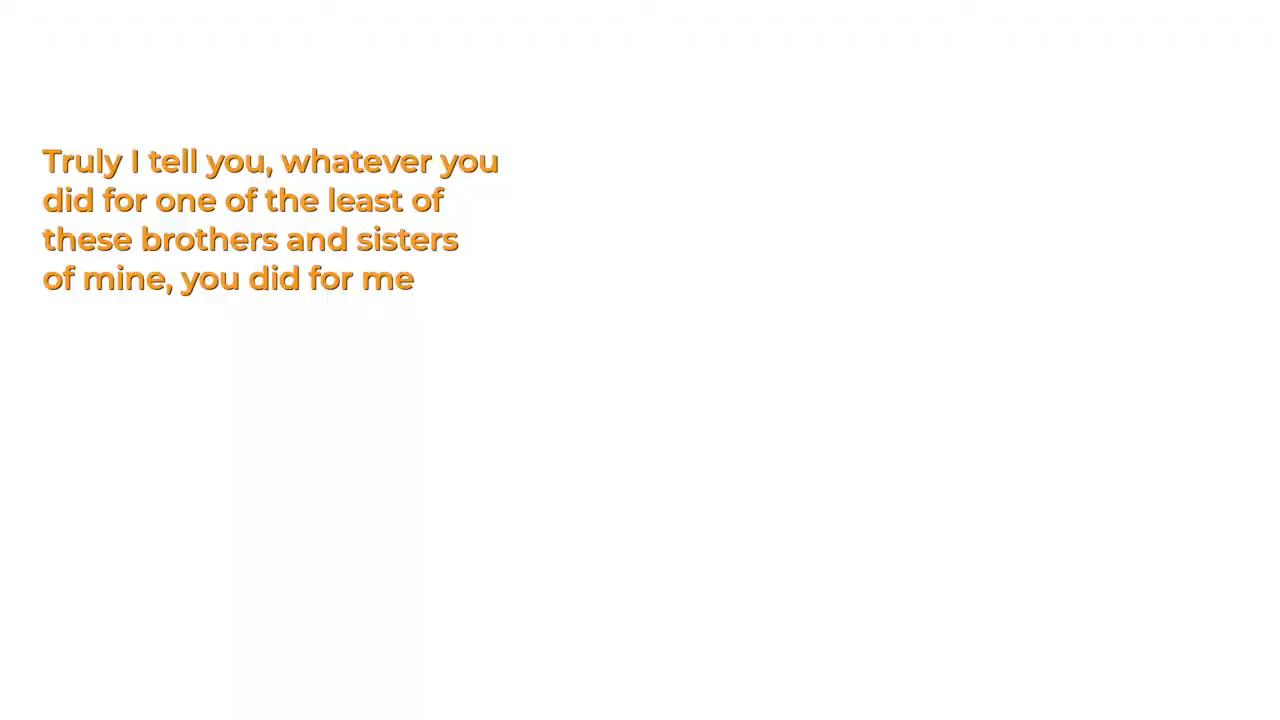 Truly I tell you, whatever you
did for one of the least of
these brothers and sisters
of mine, you did for me